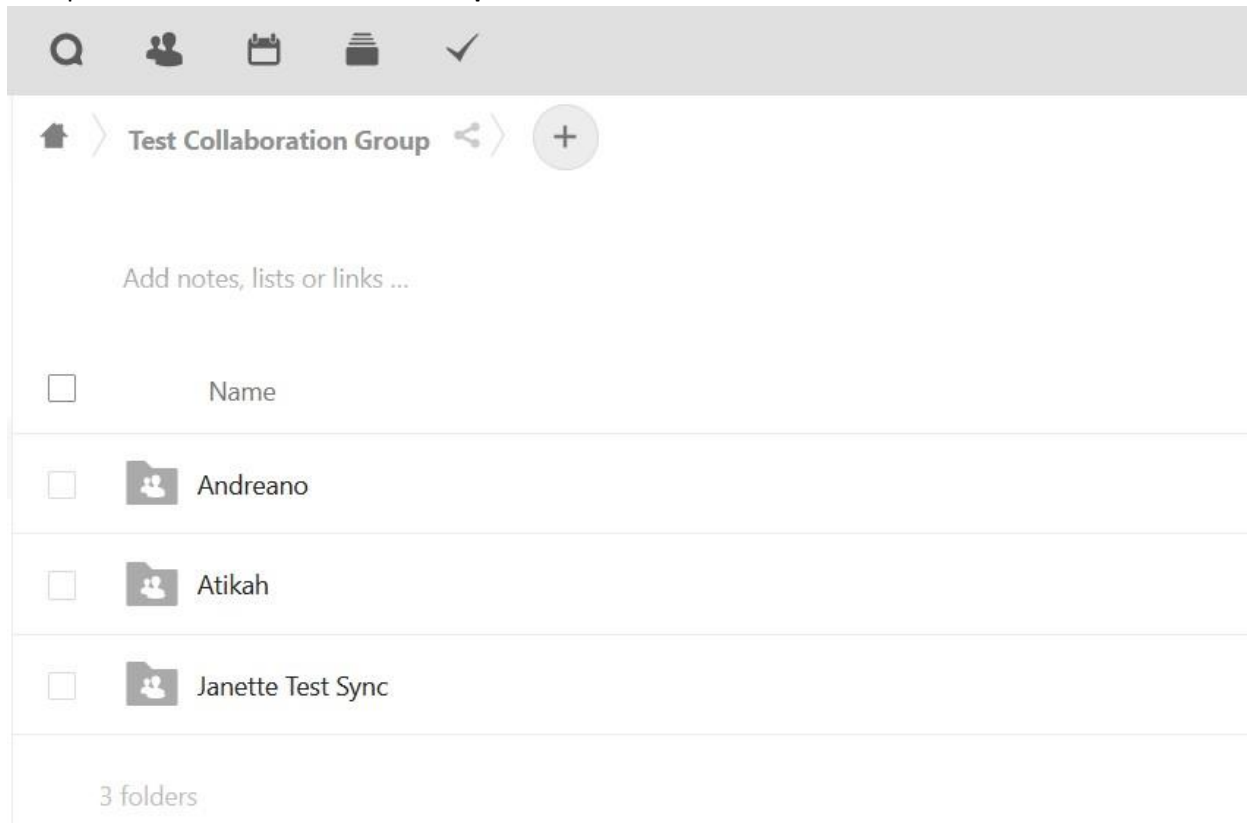 Test Collaboration Group
Add notes, lists or links ...
Name
Andreano
Atikah
Janette Test Sync
3 folders